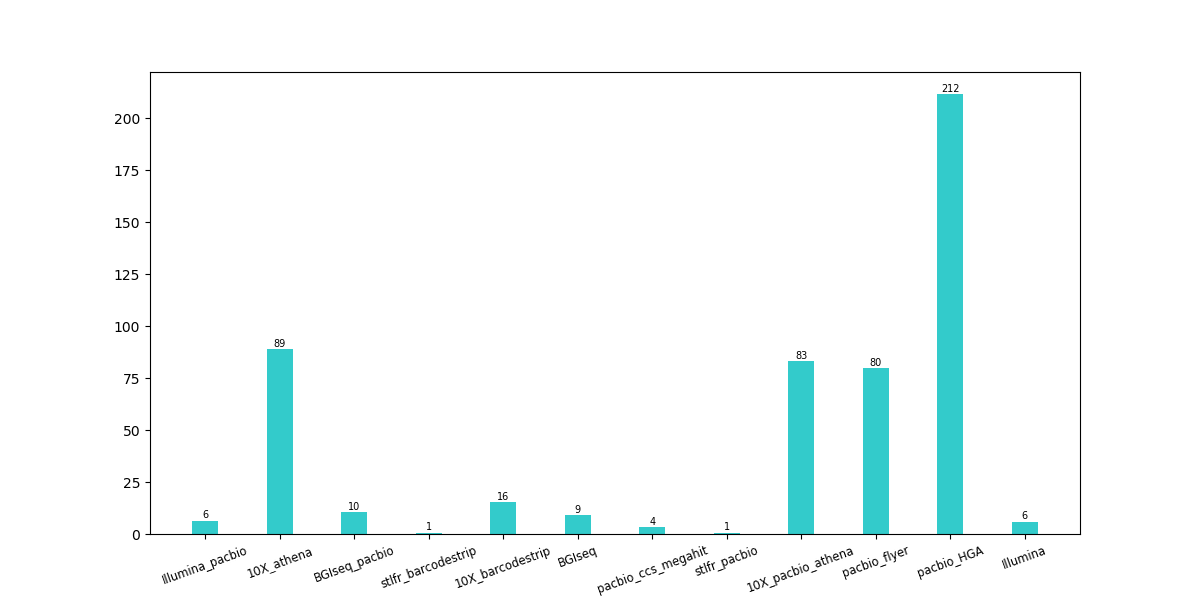 200
175
150
125
100
75
50
25
0
6
89
10
1
16
9
4
1
83
80
212
6
Illumina_pacbio
10X_athena
BGIseq_pacbio
stlfr_barcodestrip
10X_barcodestrip
BGIseq
pacbio_ccs_megahit
stlfr_pacbio
10X_pacbio_athena
pacbio_flyer
pacbio_HGA
Illumina